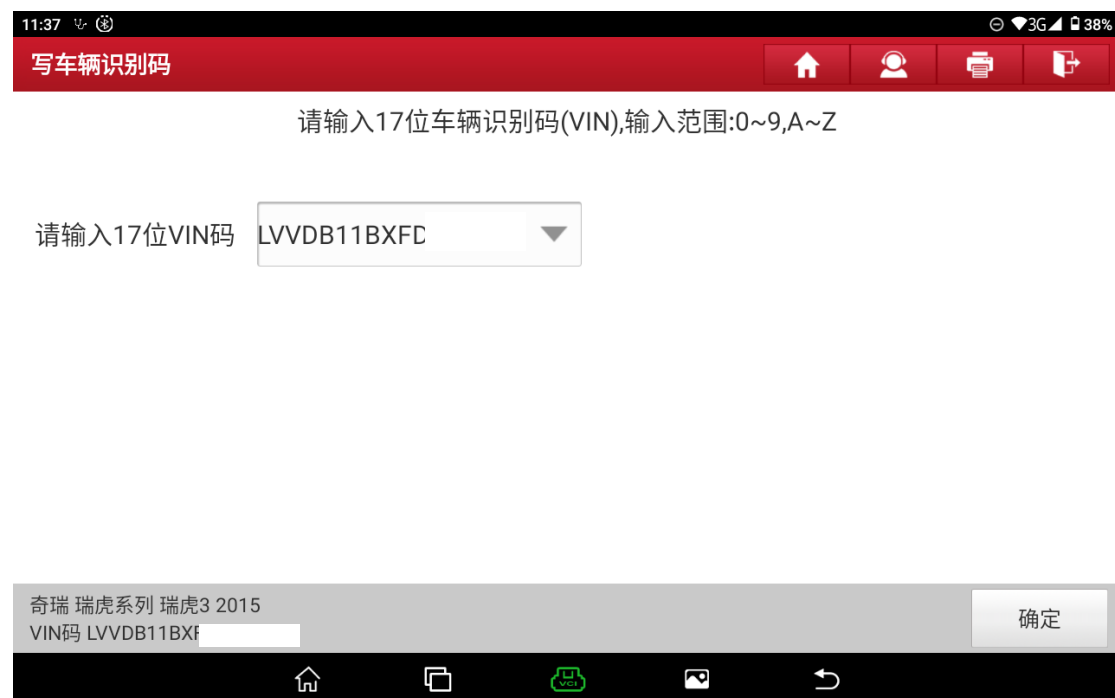 11:37 3G 38%
写车辆识别码
请输入17位车辆识别码(VIN),输入范围:0~9,A~Z
请输入17位VIN码 LVVDB11BXFD
奇瑞 瑞虎系列 瑞虎3 2015
VIN码 LVVDB11BXF
确定
VCI